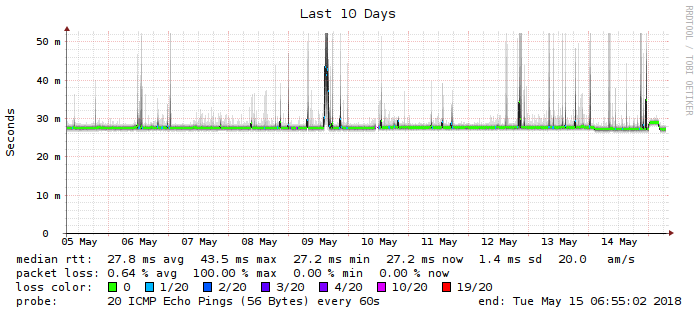 Last 10 Days
RRDTOOL / TOBI OETIKER
Seconds
50 m
40 m
30 m
20 m
10 m
0
05 May 06 May 07 May 08 May 09 May 10 May 11 May 12 May 13 May 14 May
median rtt: 27.8 ms avg 43.5 ms max 27.2 ms min 27.2 ms now 1.4 ms sd 20.0 am/s
packet loss: 0.64 % avg 100.00 % max 0.00 % min 0.00 % now
loss color: 0 1/20 2/20 3/20 4/20 10/20 19/20
probe: 20 ICMP Echo Pings (56 Bytes) every 60s end: Tue May 15 06:55:02 2018